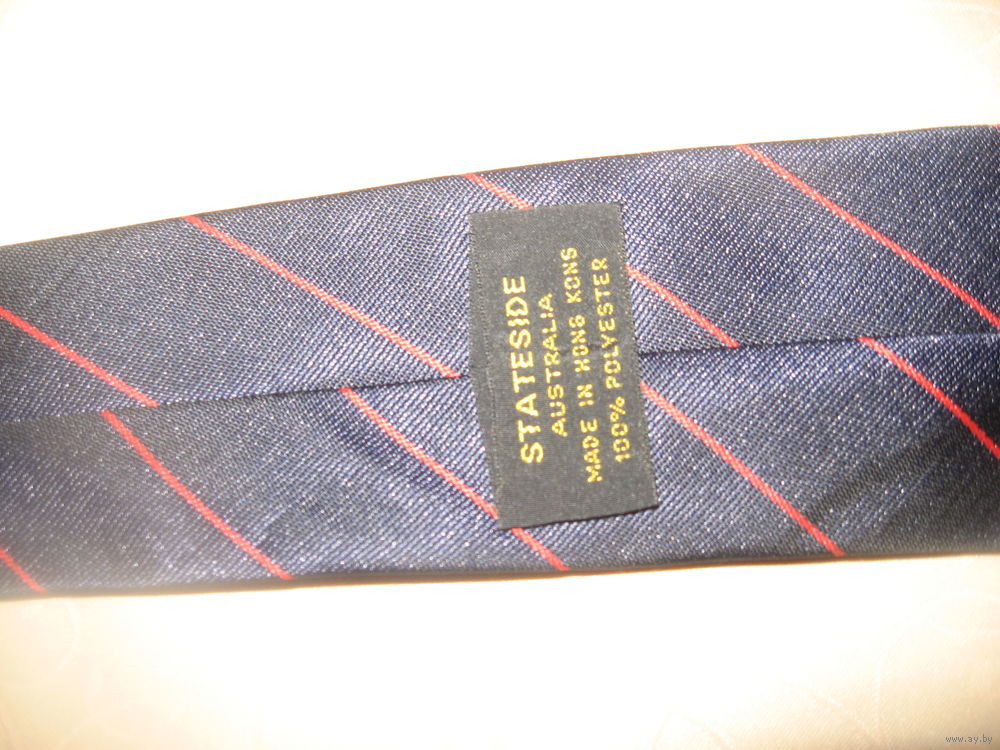 STATESIDE
AUSTRALIA
MADE IN HONG KONG
100% POLYESTER
www.ay.by